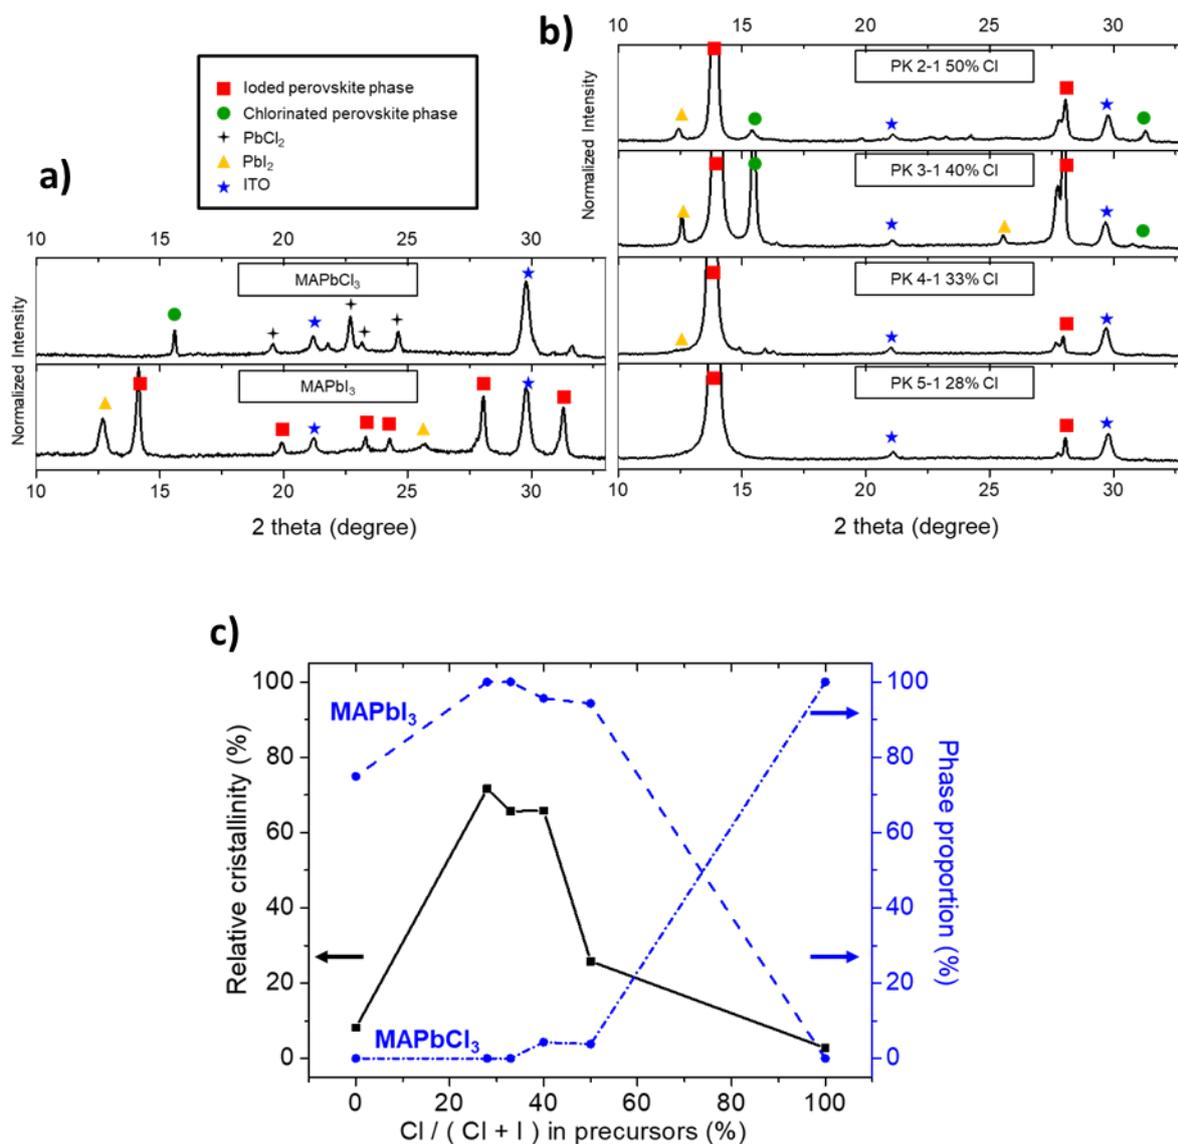 b)
10 15 20 25 30
Normalized Intensity
PK 2-1 50% Cl
PK 3-1 40% Cl
PK 4-1 33% Cl
PK 5-1 28% Cl
10 15 20 25 30
2 theta (degree)
Ioded perovskite phase
Chlorinated perovskite phase
PbCl₂
PbI₂
ITO
a)
10 15 20 25 30
Normalized Intensity
MAPbCl₃
Normalized Intensity
MAPbI₃
10 15 20 25 30
2 theta (degree)
c)
Relative cristallinity (%)
100
80
60
40
20
0
MAPbI₃
MAPbCl₃
100
80
60
40
20
0
Phase proportion (%)
0 20 40 60 80 100
Cl / ( Cl + I ) in precursors (%)
Normalized Intensity